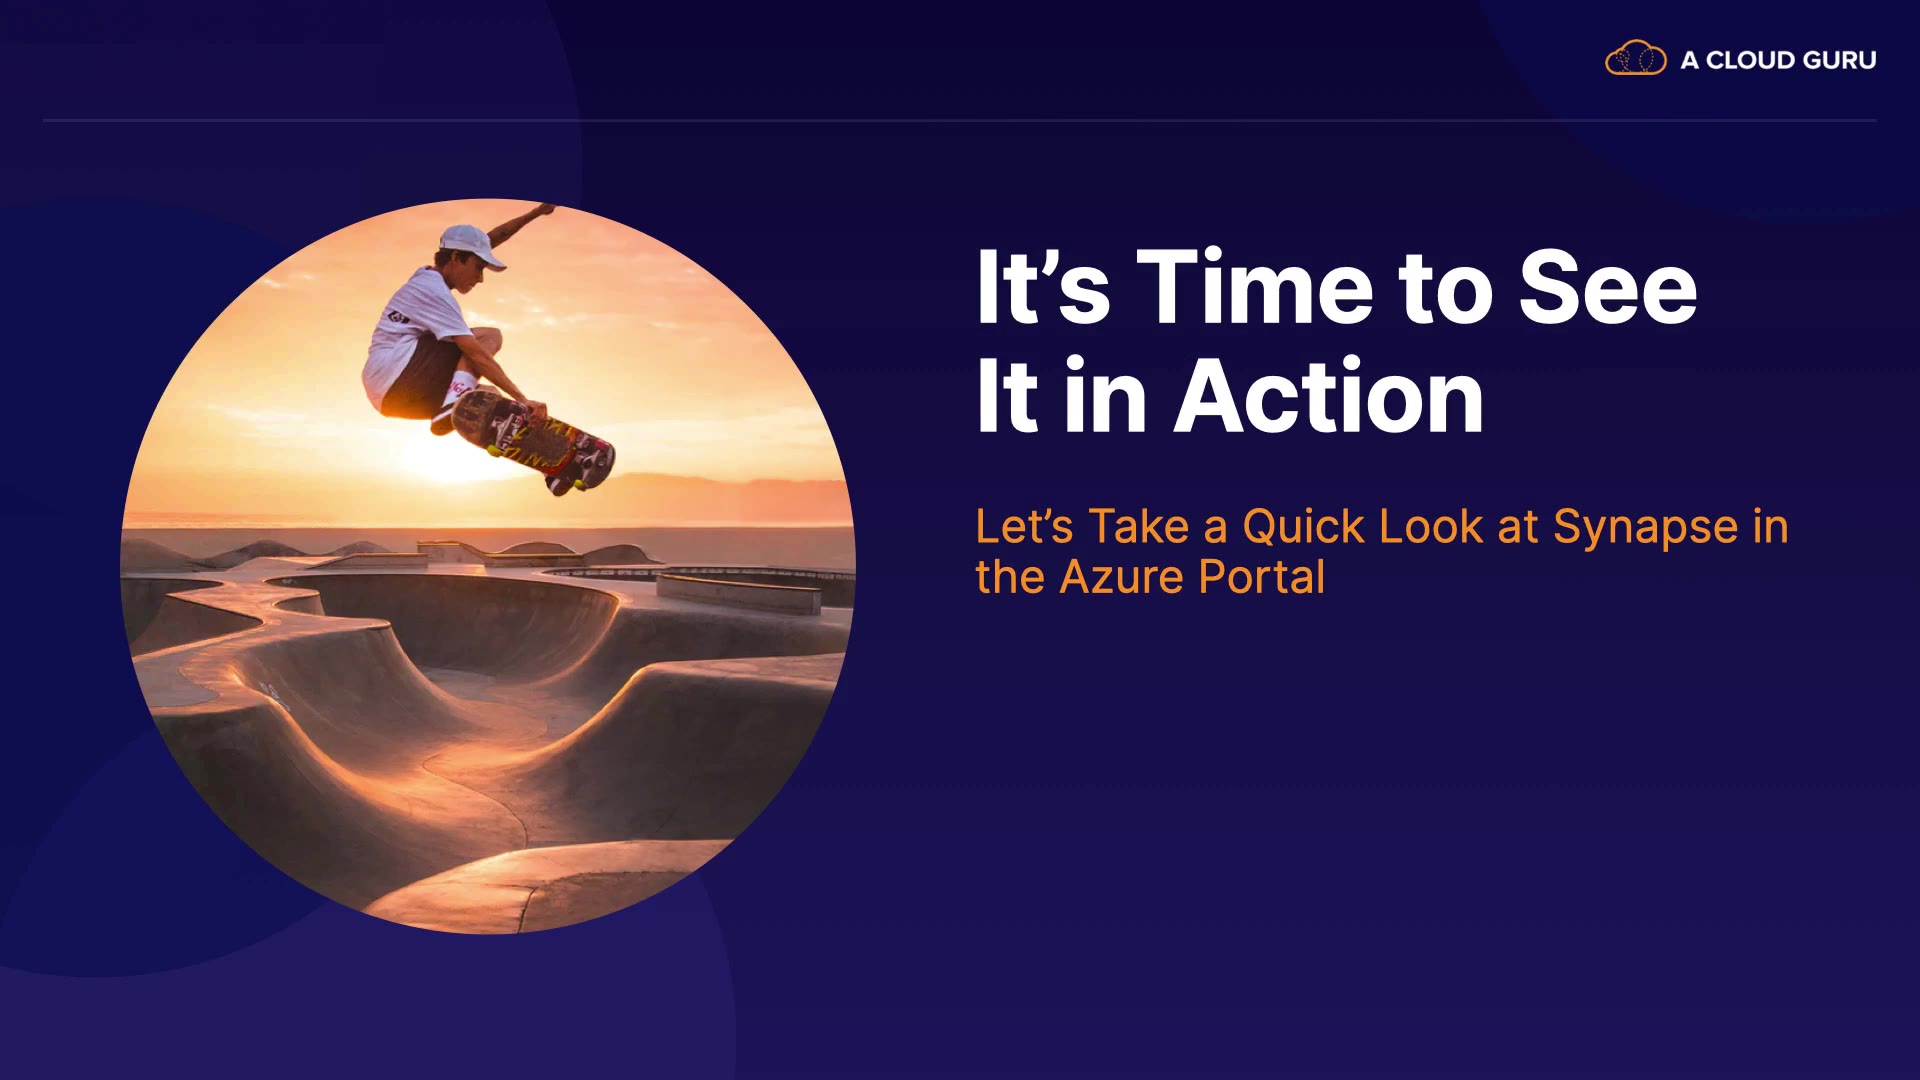 A CLOUD GURU
It’s Time to See
It in Action
Let’s Take a Quick Look at Synapse in
the Azure Portal